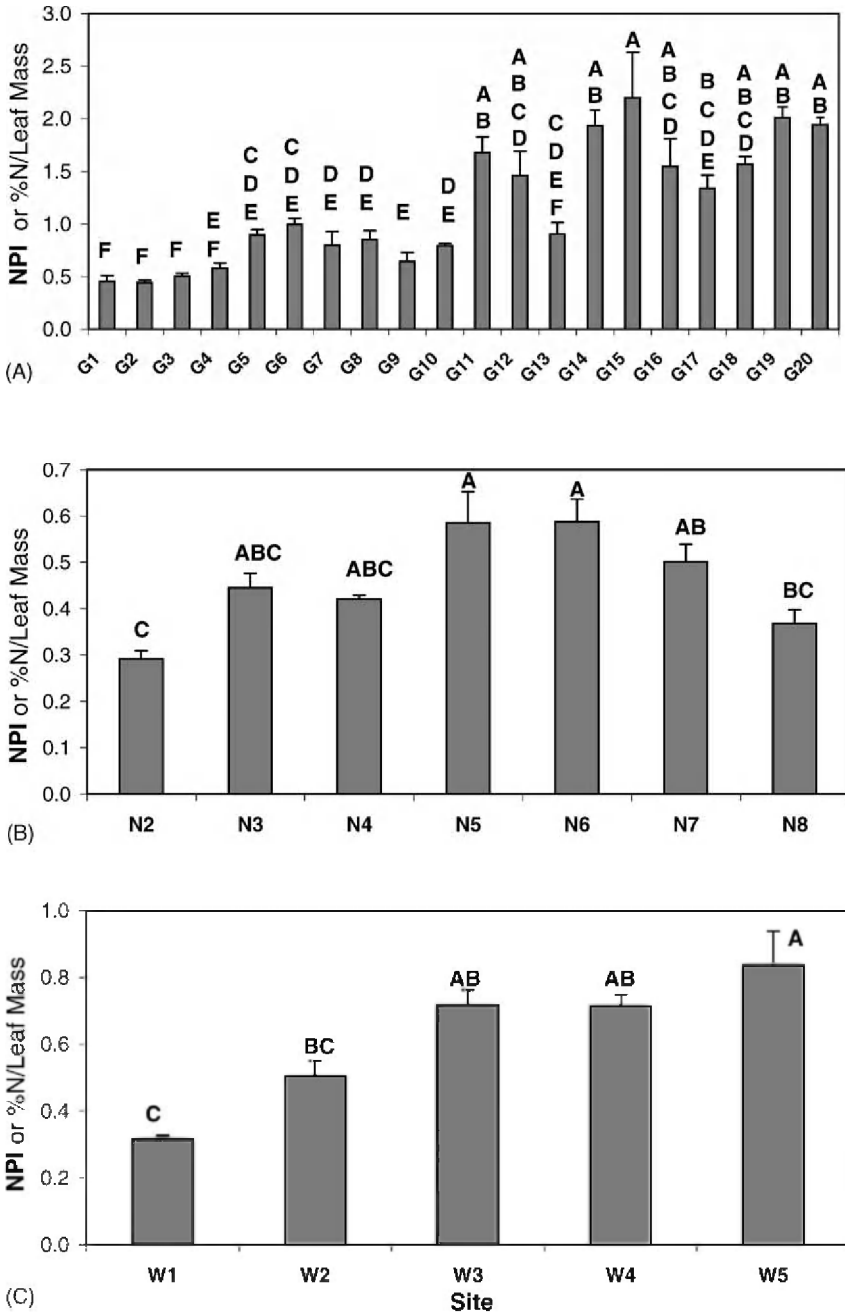 NPI or %N/Leaf Mass
3.0
2.5
2.0
1.5
1.0
0.5
0.0
F
F
F
E
F
C
D
E
C
D
E
D
E
D
E
E
D
E
A
B
A
B
C
D
C
D
E
F
A
B
A
A
B
C
D
B
C
D
E
A
B
C
D
A
B
A
B
G1 G2 G3 G4 G5 G6 G7 G8 G9 G10 G11 G12 G13 G14 G15 G16 G17 G18 G19 G20
(A)
NPI or %N/Leaf Mass
0.7
0.6
0.5
0.4
0.3
0.2
0.1
0.0
C
ABC
ABC
A
A
AB
BC
N2 N3 N4 N5 N6 N7 N8
(B)
NPI or %N/Leaf Mass
1.0
0.8
0.6
0.4
0.2
0.0
C
BC
AB
AB
A
W1 W2 W3 W4 W5
Site
(C)